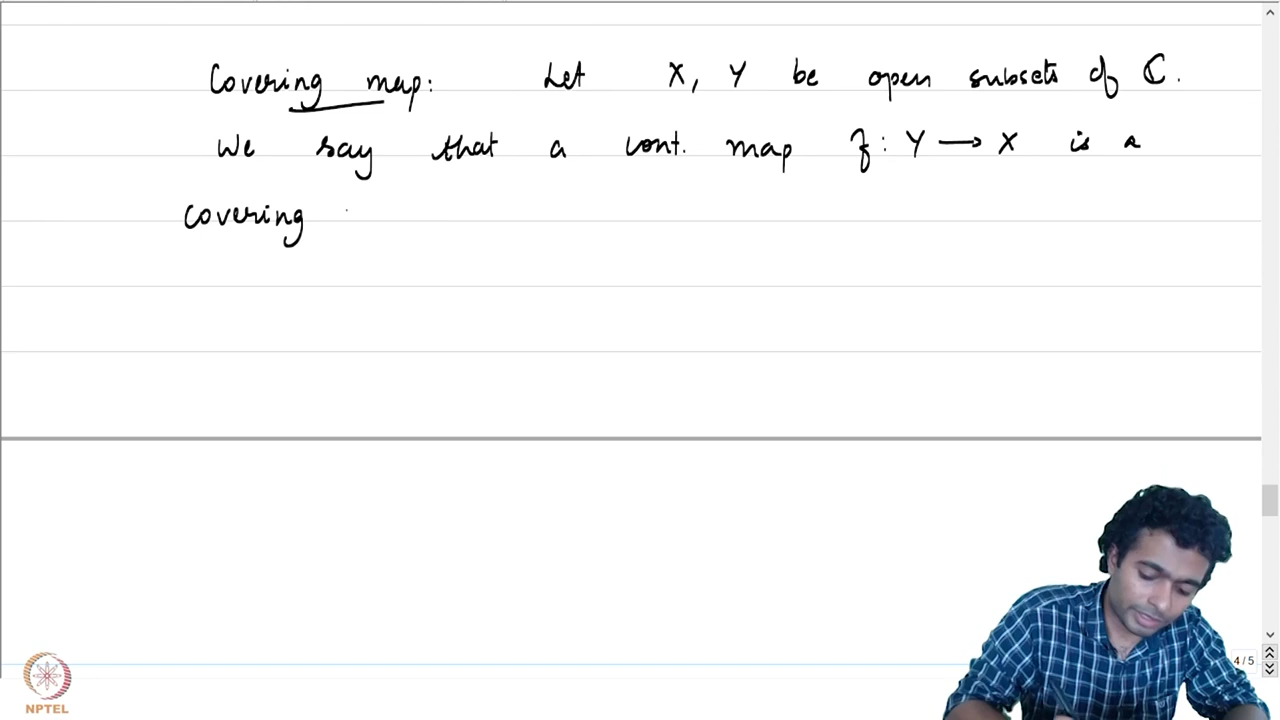 Covering map: Let X, Y be open subsets of ℂ.
We say that a cont. map f: Y → X is a
covering
4 / 5
NPTEL